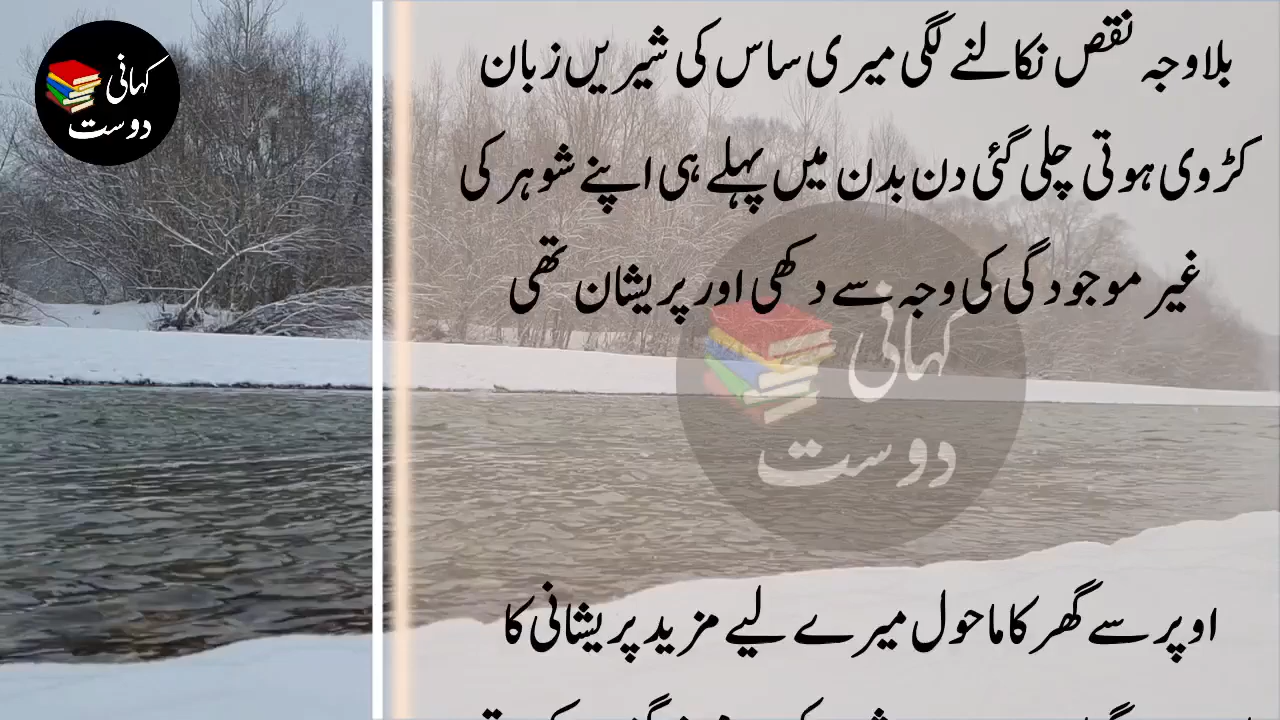 کہانی
دوست
بلاوجہ نقص نکالنے لگی میری ساس کی شیریں زبان
کڑوی ہوتی چلی گئی دن بدن میں پہلے ہی اپنے شوہر کی
غیر موجودگی کی وجہ سے دکھی اور پریشان تھی
کہانی
دوست
اوپر سے گھر کا ماحول میرے لیے مزید پریشانی کا